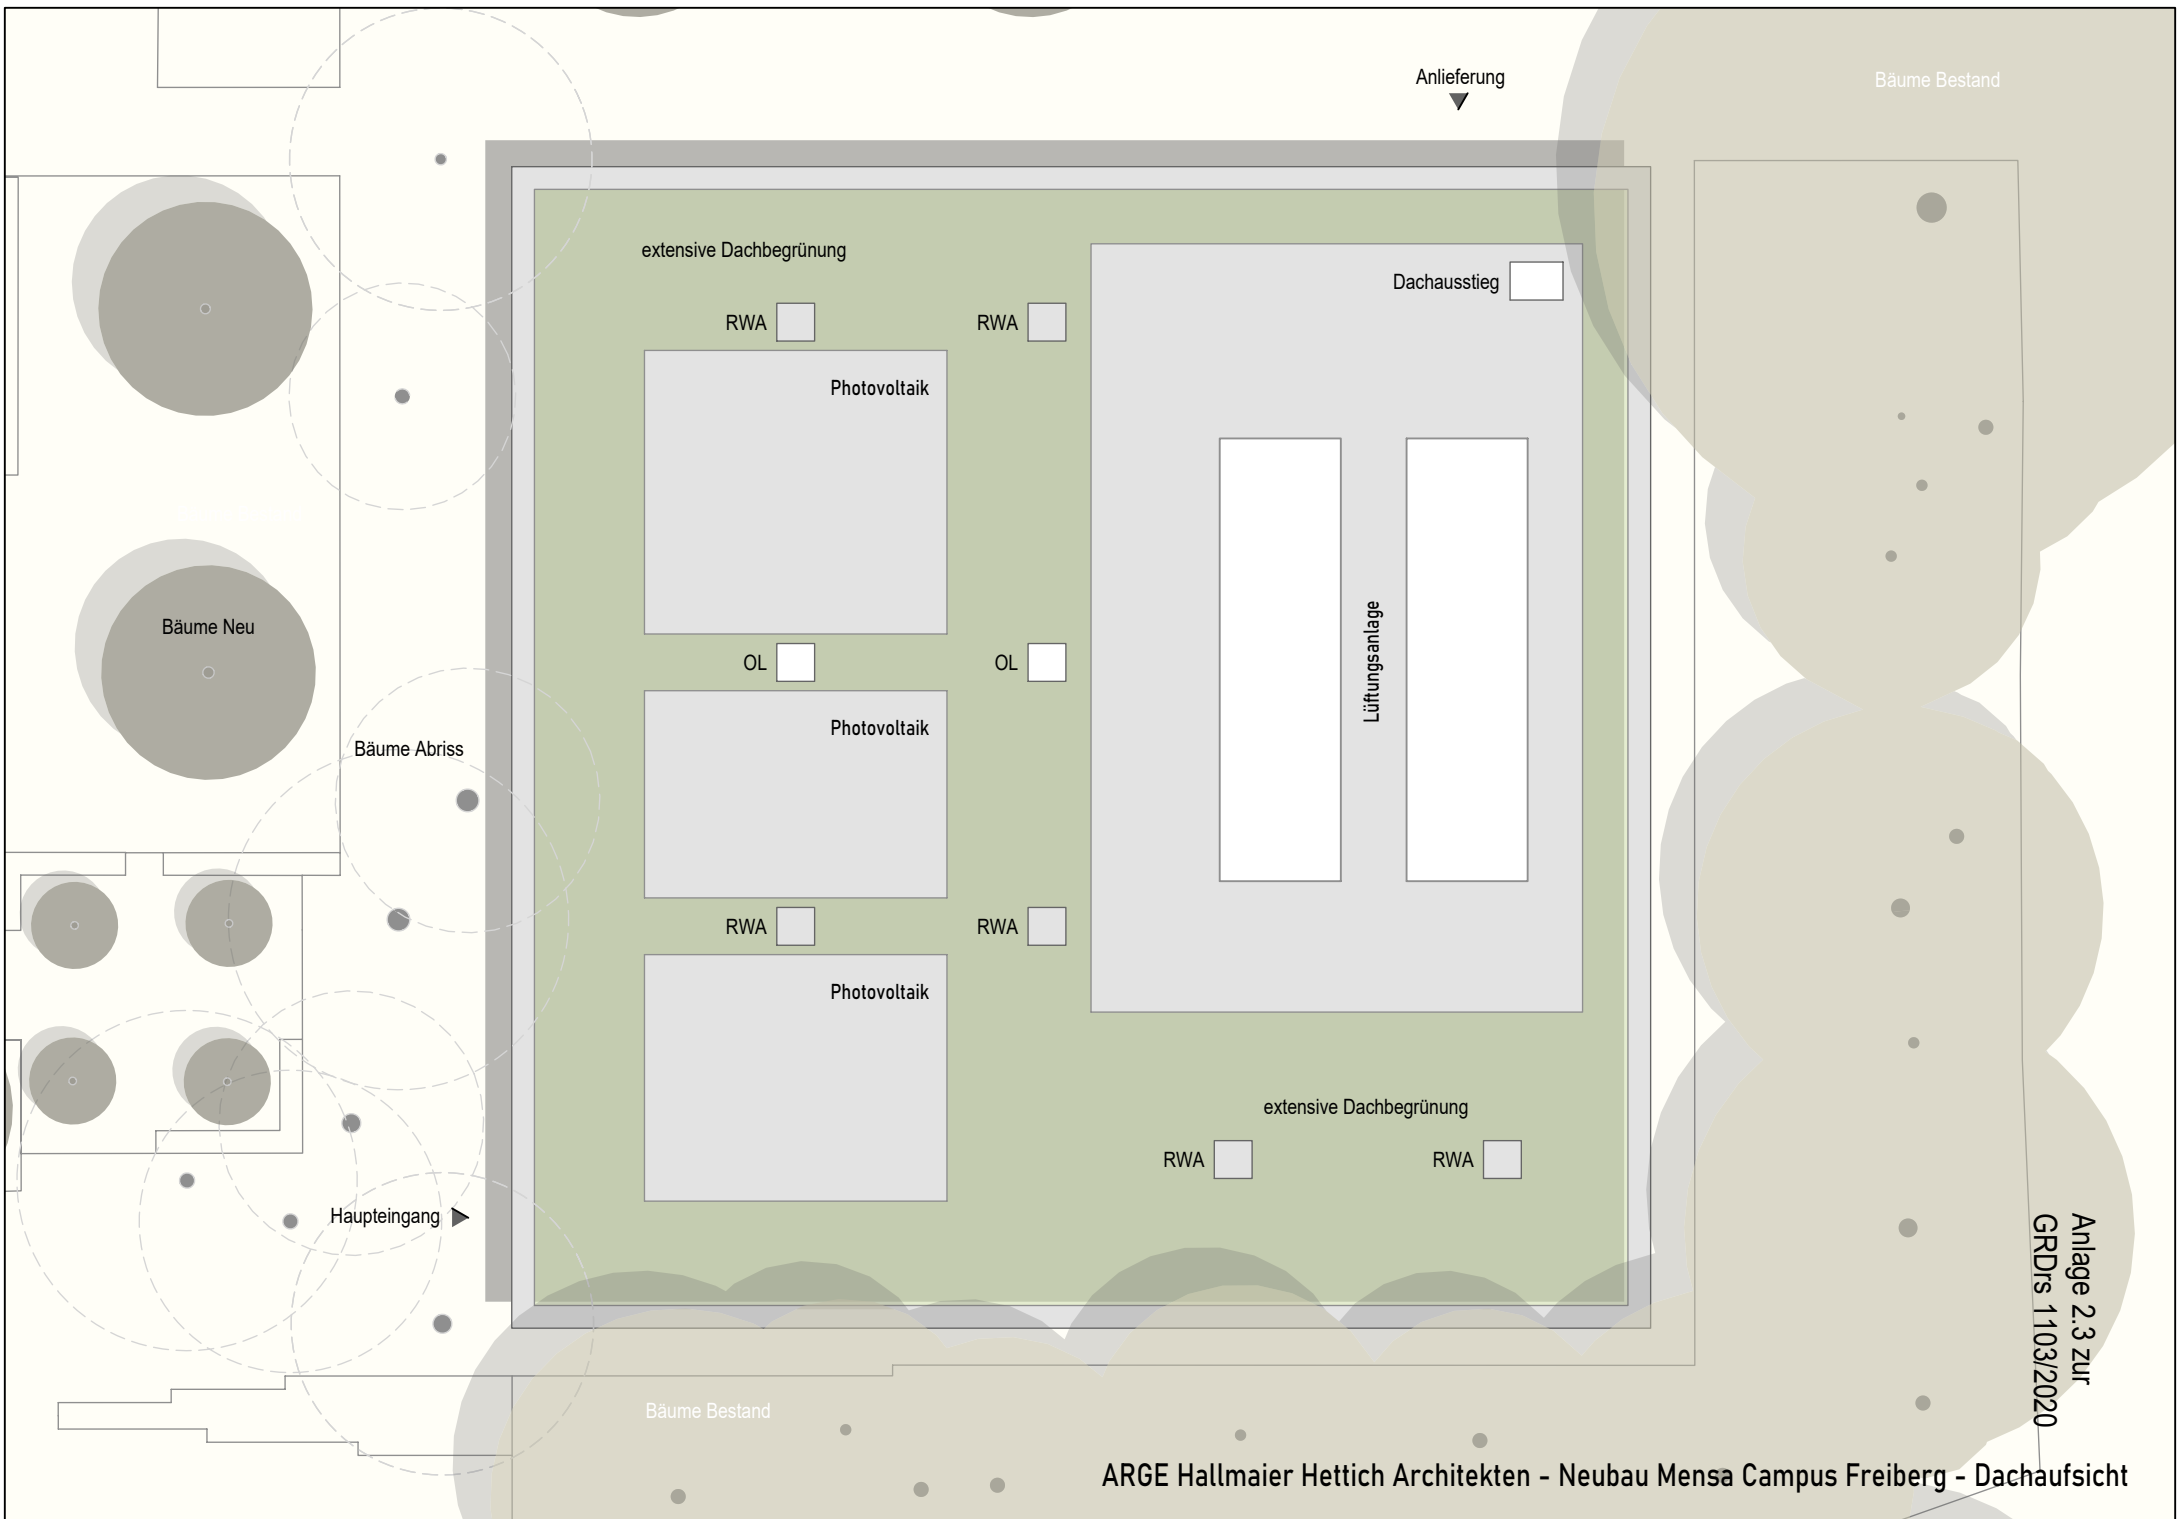 Anlieferung
Bäume Bestand
extensive Dachbegrünung
Dachausstieg
RWA
RWA
Photovoltaik
Bäume Neu
OL
OL
Lüftungsanlage
Photovoltaik
Bäume Abriss
RWA
RWA
Photovoltaik
extensive Dachbegrünung
RWA
RWA
Haupteingang
Anlage 2.3 zur
GRDrs 1103/2020
Bäume Bestand
ARGE Hallmaier Hettich Architekten - Neubau Mensa Campus Freiberg - Dachaufsicht